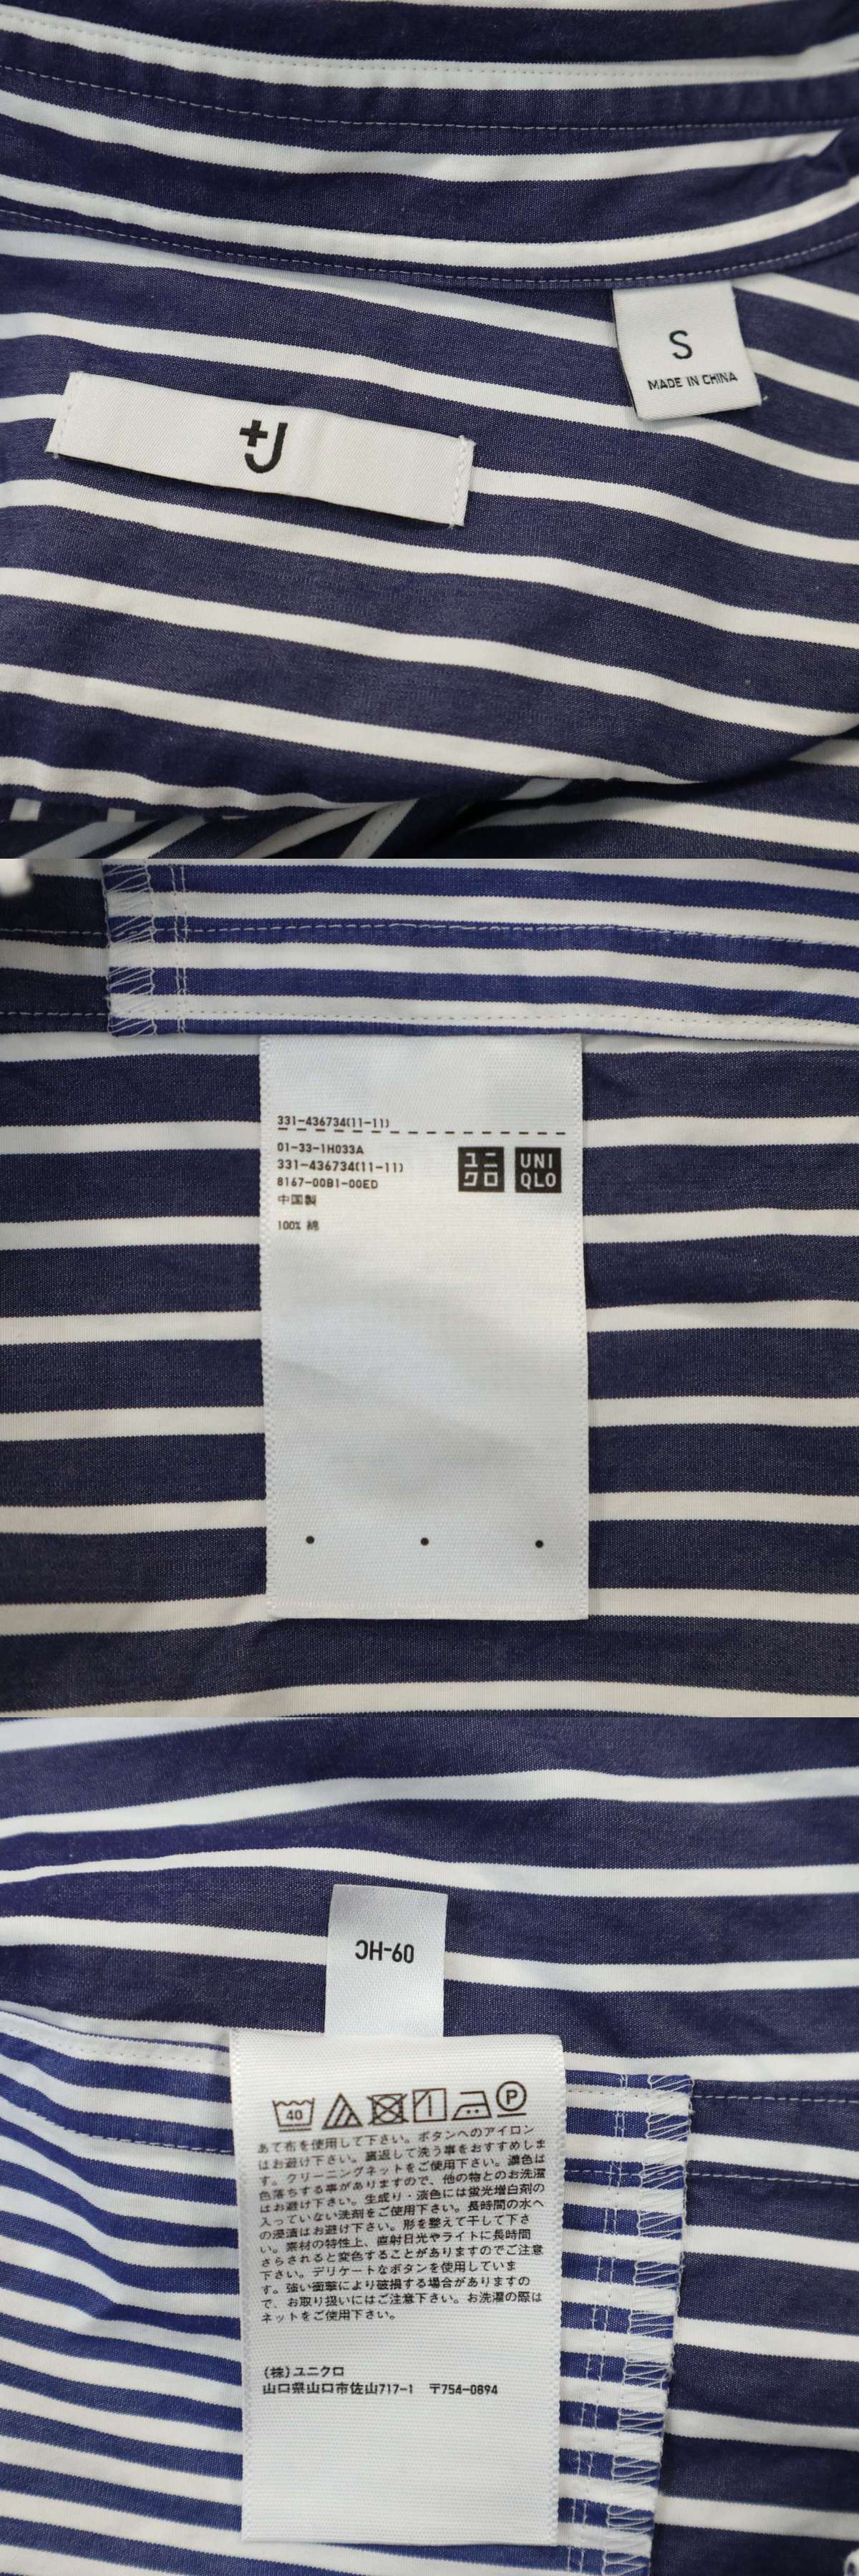 S
MADE IN CHINA
+J
331-436734(11-11)
01-33-1H033A
331-436734(11-11)
8167-00B1-00ED
中国製
100% 綿
ユニ
クロ
UNI
QLO
09-HC
40
P
あて布を使用して下さい。ボタンへのアイロン
はお避け下さい。裏返して洗う事をおすすめしま
す。クリーニングネットをご使用下さい。濃色は
色落ちする事がありますので、他の物とのお洗濯
はお避け下さい。生成り・淡色には蛍光増白剤の
入っていない洗剤をご使用下さい。長時間の水へ
の浸漬はお避け下さい。形を整えて干して下さ
い。素材の特性上、直射日光やライトに長時間
さらされると変色することがありますのでご注意
下さい。デリケートなボタンを使用していま
す。強い衝撃により破損する場合がありますの
で、お取り扱いにはご注意下さい。お洗濯の際は
ネットをご使用下さい。
(株)ユニクロ
山口県山口市佐山717-1 〒754-0894